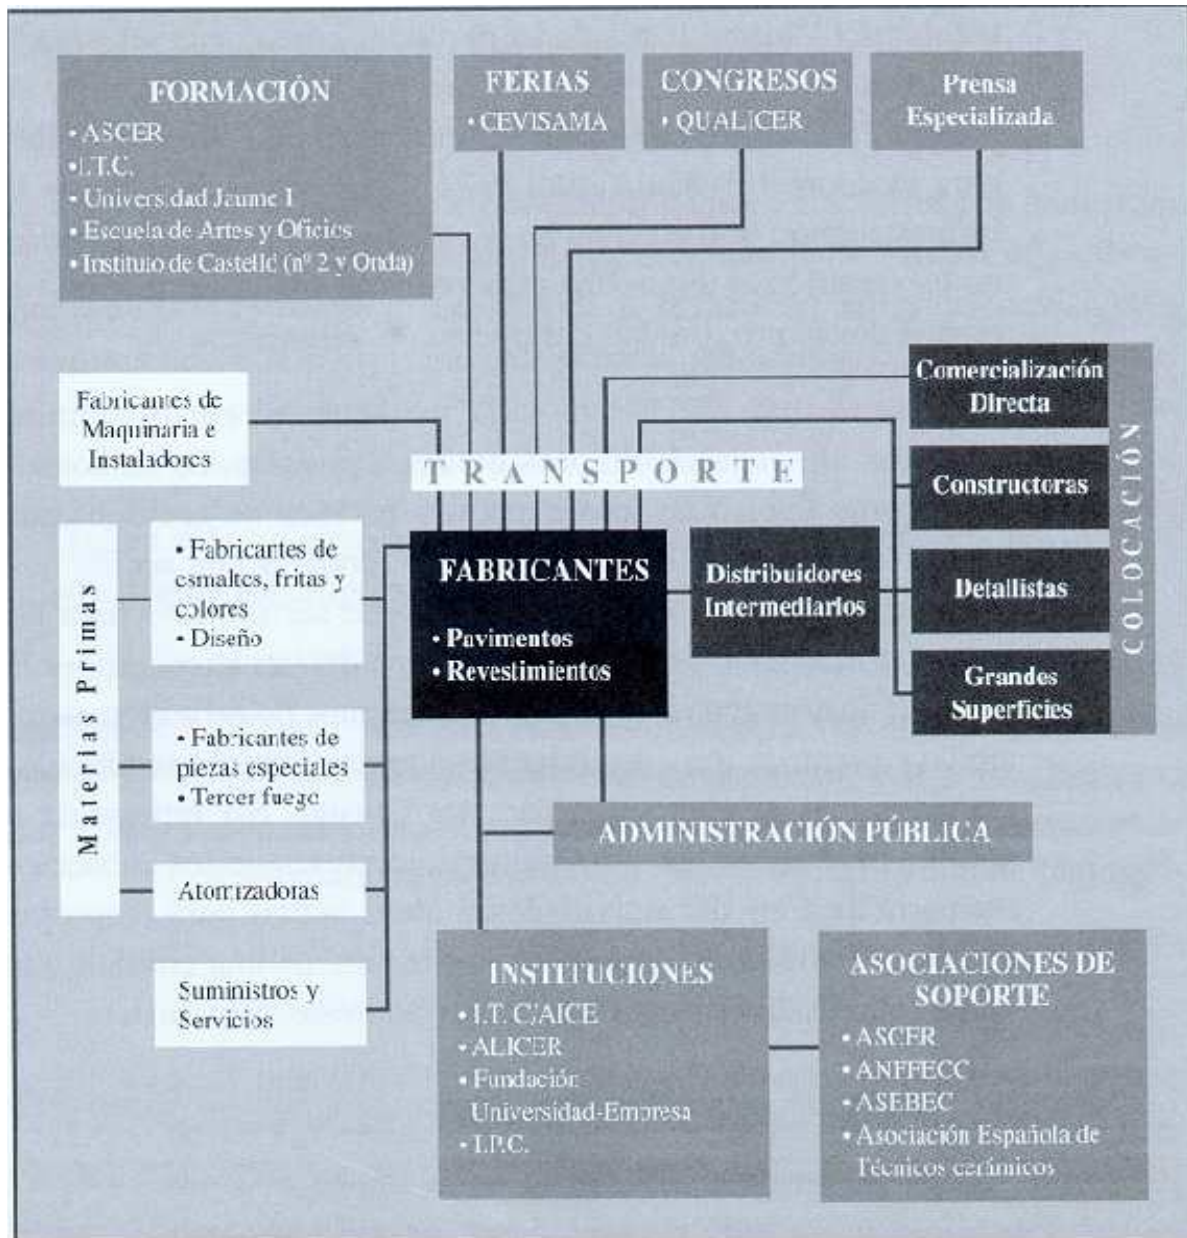 FORMACIÓN
• ASCER
• I.T.C.
• Universidad Jaume I
• Escuela de Artes y Oficios
• Instituto de Castelló (nº 2 y Onda)
FERIAS
• CEVISAMA
CONGRESOS
• QUALICER
Prensa
Especializada
Fabricantes de
Maquinaria e
Instaladores
TRANSPORTE
Comercialización
Directa
Constructoras
Detallistas
Grandes
Superficies
COLOCACIÓN
Materias Primas
• Fabricantes de
esmaltes, fritas y
colores
• Diseño
FABRICANTES
• Pavimentos
• Revestimientos
Distribuidores
Intermediarios
• Fabricantes de
piezas especiales
• Tercer fuego
Atomizadoras
Suministros y
Servicios
ADMINISTRACIÓN PÚBLICA
INSTITUCIONES
• I.T. C/AICE
• ALICER
• Fundación
Universidad-Empresa
• I.P.C.
ASOCIACIONES DE
SOPORTE
• ASCER
• ANFFECC
• ASEBEC
• Asociación Española de
Técnicos cerámicos